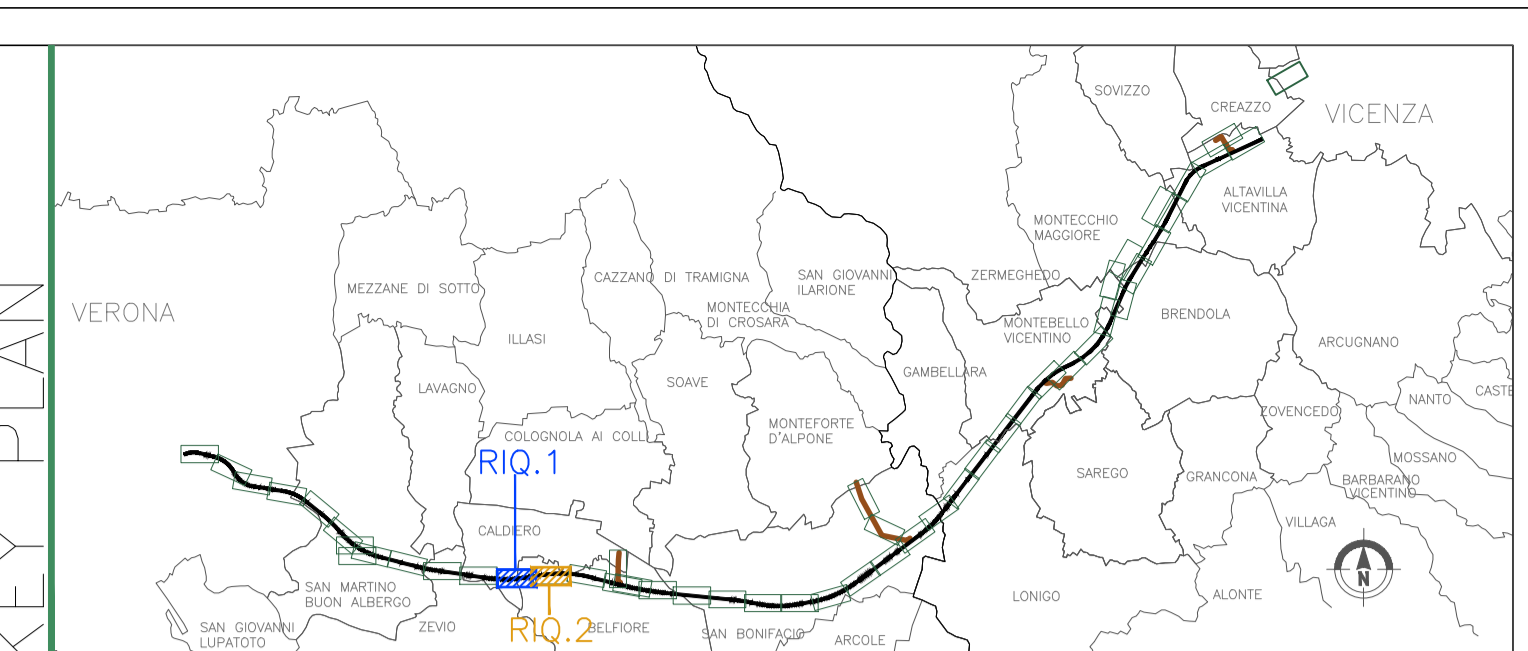 KEY PLAN
SOVIZZO
CREAZZO
VICENZA
ALTAVILLA
VICENTINA
MONTECCHIO
MAGGIORE
CAZZANO DI TRAMIGNA
SAN GIOVANNI
ILARIONE
ZERMEGHEDO
MEZZANE DI SOTTO
VERONA
MONTECCHIA
DI CROSARA
MONTEBELLO
VICENTINO
BRENDOLA
ILLASI
ARCUGNANO
GAMBELLARA
SOAVE
LAVAGNO
CASTE
NANTO
ZOVENCEDO
MONTEFORTE
D'ALPONE
COLOGNOLA AI COLLI
RIQ.1
MOSSANO
SAREGO
GRANCONA
BARBARANO
VICENTINO
VILLAGA
CALDIERO
N
SAN MARTINO
BUON ALBERGO
LONIGO
ALONTE
SAN GIOVANNI
LUPATOTO
ZEVIO
RIQ.2
BELFIORE
SAN BONIFACIO
ARCOLE